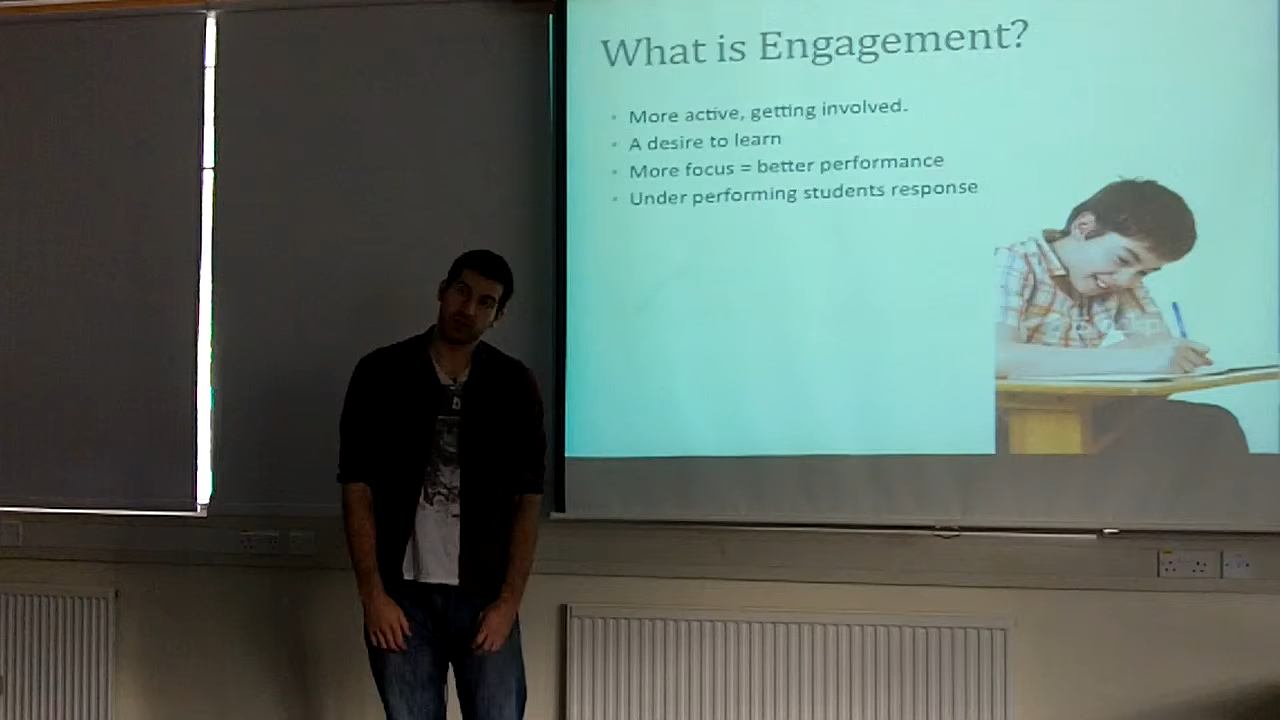 What is Engagement?
• More active, getting involved.
• A desire to learn
• More focus = better performance
• Under performing students response